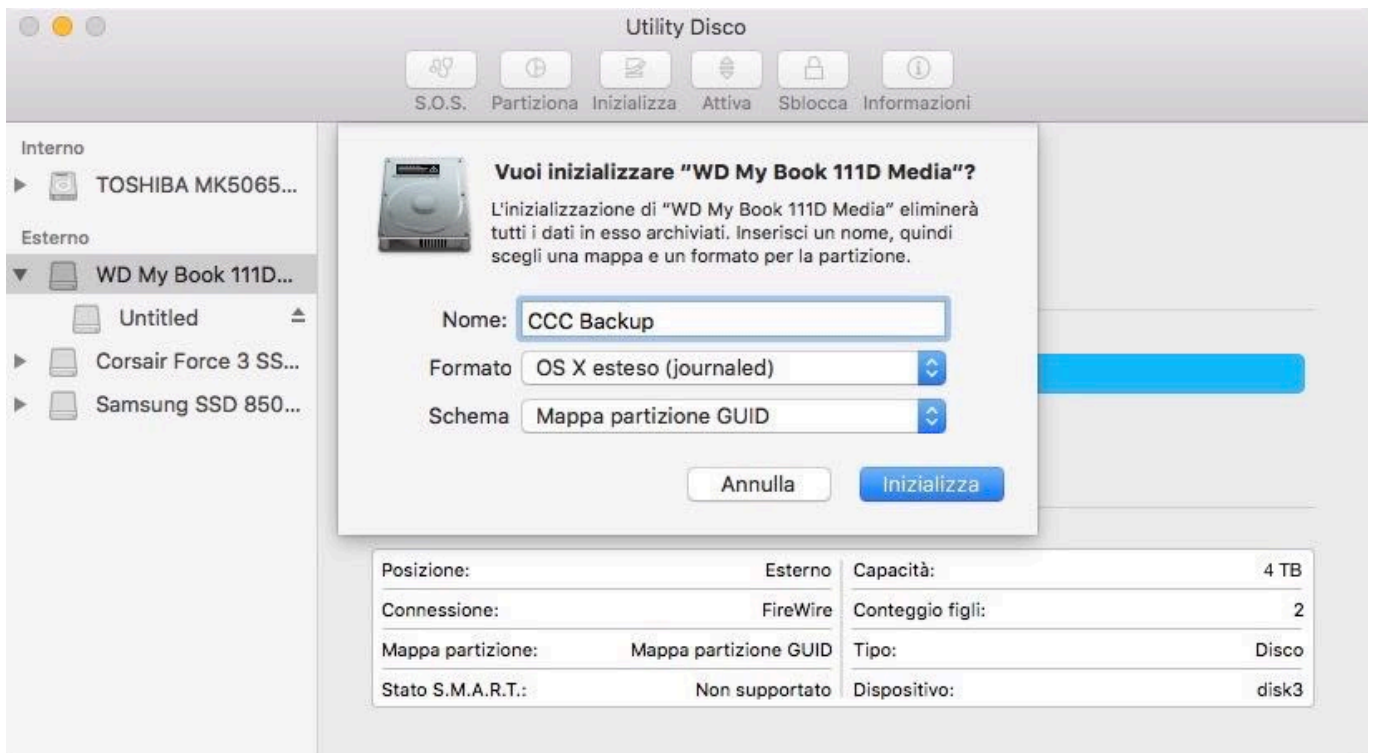 Utility Disco
S.O.S. Partiziona Inizializza Attiva Sblocca Informazioni
Interno
TOSHIBA MK5065...
Esterno
WD My Book 111D...
Untitled
Corsair Force 3 SS...
Samsung SSD 850...
Vuoi inizializzare “WD My Book 111D Media”?
L'inizializzazione di “WD My Book 111D Media” eliminerà
tutti i dati in esso archiviati. Inserisci un nome, quindi
scegli una mappa e un formato per la partizione.
Nome: CCC Backup
Formato OS X esteso (journaled)
Schema Mappa partizione GUID
Annulla Inizializza
Posizione: Esterno Capacità: 4 TB
Connessione: FireWire Conteggio figli: 2
Mappa partizione: Mappa partizione GUID Tipo: Disco
Stato S.M.A.R.T.: Non supportato Dispositivo: disk3